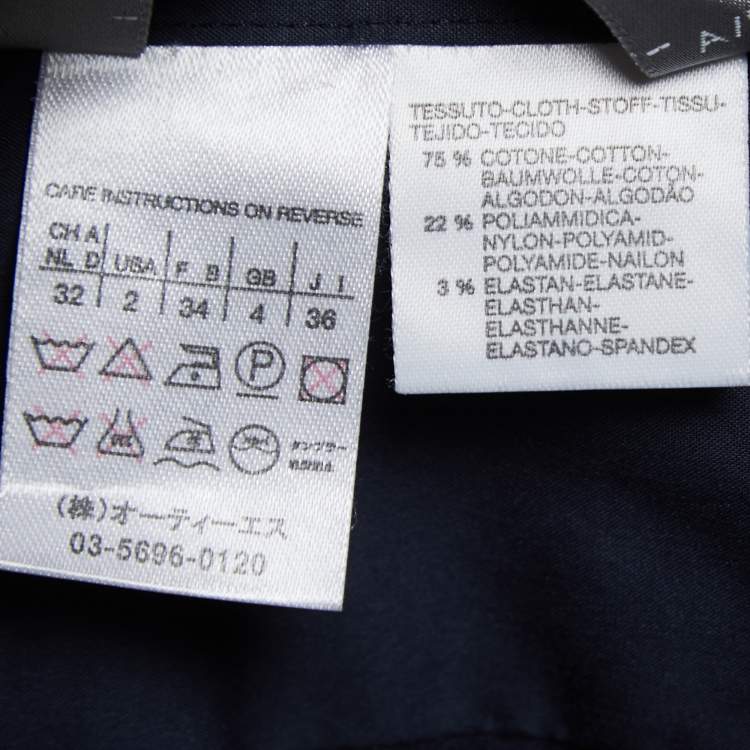 CARE INSTRUCTIONS ON REVERSE
CH A
NL D USA F B GB J I
32 2 34 4 36
P
(株)オーティーエス
03-5696-0120
TESSUTO-CLOTH-STOFF-TISSU-
TEJIDO-TECIDO
75 % COTONE-COTTON-
BAUMWOLLE-COTON-
ALGODON-ALGODÃO
22 % POLIAMMIDICA-
NYLON-POLYAMID-
POLYAMIDE-NAILON
3 % ELASTAN-ELASTANE-
ELASTHAN-
ELASTHANNE-
ELASTANO-SPANDEX